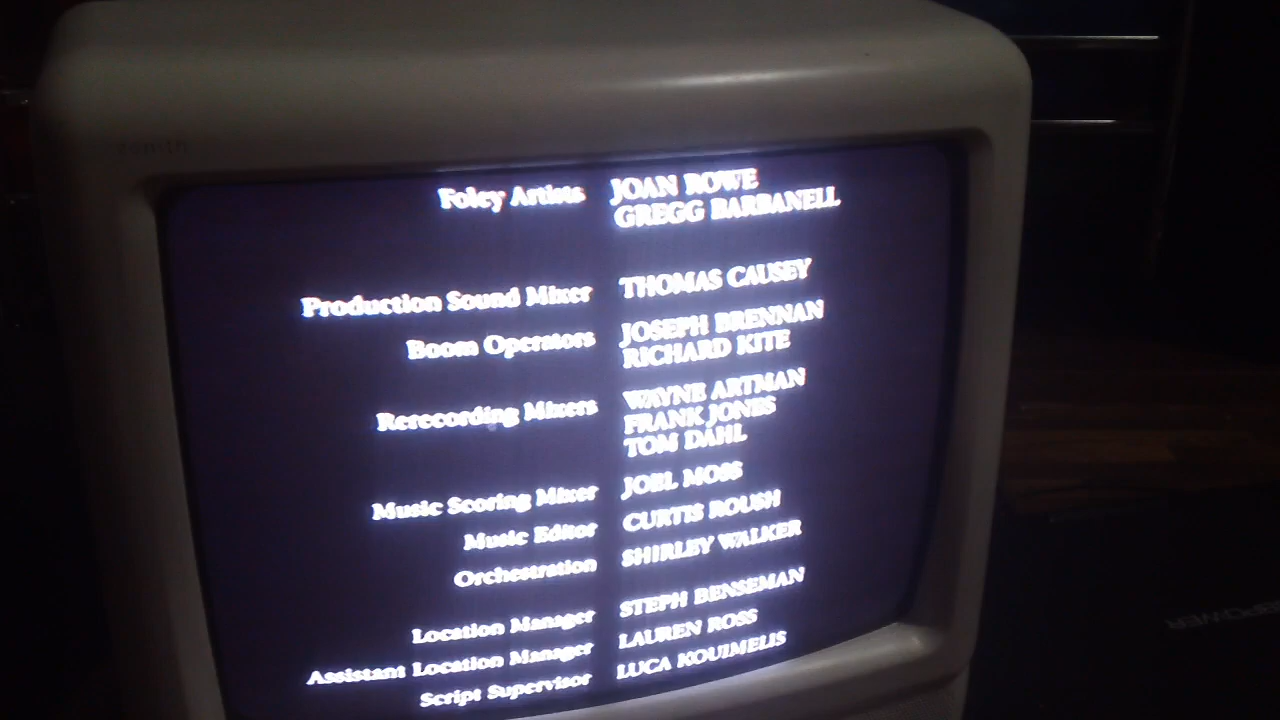 zenith
Foley Artists JOAN ROWE
GREGG BARBANELL
Production Sound Mixer THOMAS CAUSEY
Boom Operators JOSEPH BRENNAN
RICHARD KITE
Rerecording Mixers WAYNE ARTMAN
FRANK JONES
TOM DAHL
Music Scoring Mixer JOEL MOSS
Music Editor CURTIS ROUSH
Orchestration SHIRLEY WALKER
Location Manager STEPH BENSEMAN
Assistant Location Manager LAUREN ROSS
Script Supervisor LUCA KOUIMELIS